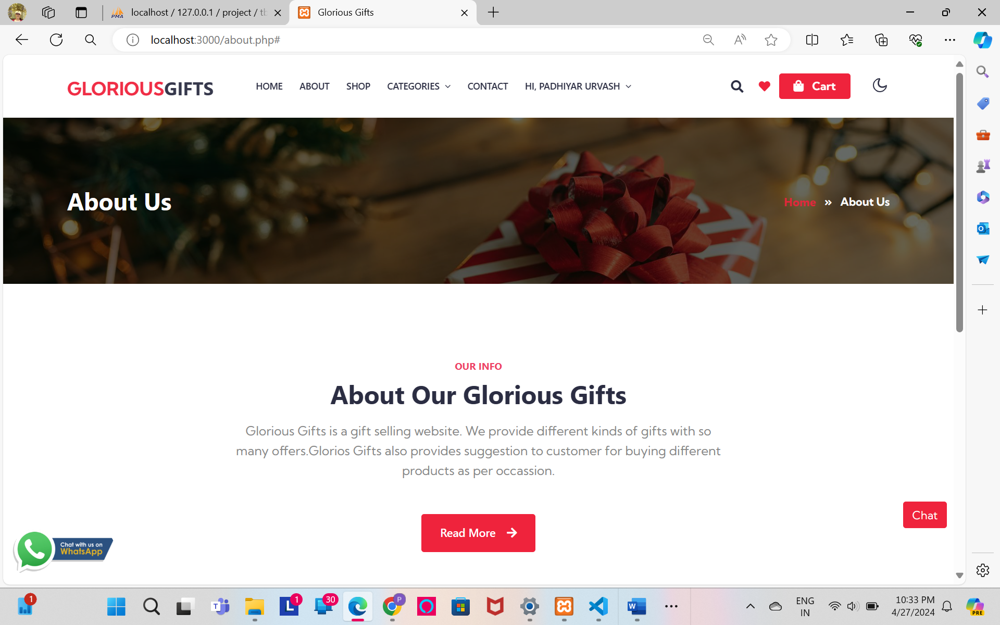 localhost / 127.0.0.1 / project / tb
Glorious Gifts
localhost:3000/about.php#
GLORIOUSGIFTS
HOME
ABOUT
SHOP
CATEGORIES
CONTACT
HI, PADHIYAR URVASH
Cart
About Us
Home » About Us
OUR INFO
About Our Glorious Gifts
Glorious Gifts is a gift selling website. We provide different kinds of gifts with so
many offers.Glorios Gifts also provides suggestion to customer for buying different
products as per occassion.
Read More
Chat
Chat with us on
WhatsApp
1
1
30
P
ENG
IN
10:33 PM
4/27/2024
PRE